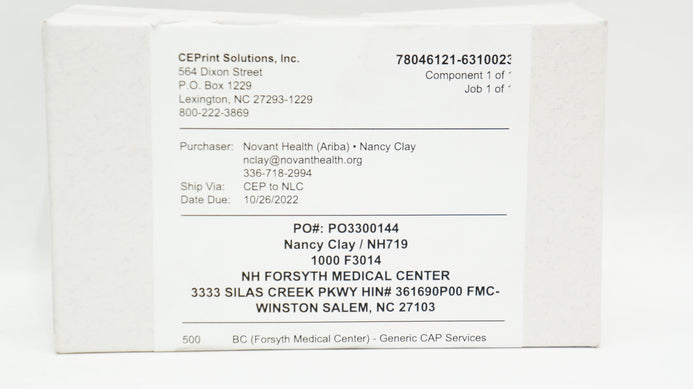 CEPrint Solutions, Inc.
564 Dixon Street
P.O. Box 1229
Lexington, NC 27293-1229
800-222-3869
78046121-6310023
Component 1 of 1
Job 1 of 1
Purchaser: Novant Health (Ariba) • Nancy Clay
nclay@novanthealth.org
336-718-2994
Ship Via: CEP to NLC
Date Due: 10/26/2022
PO#: PO3300144
Nancy Clay / NH719
1000 F3014
NH FORSYTH MEDICAL CENTER
3333 SILAS CREEK PKWY HIN# 361690P00 FMC-
WINSTON SALEM, NC 27103
500 BC (Forsyth Medical Center) - Generic CAP Services